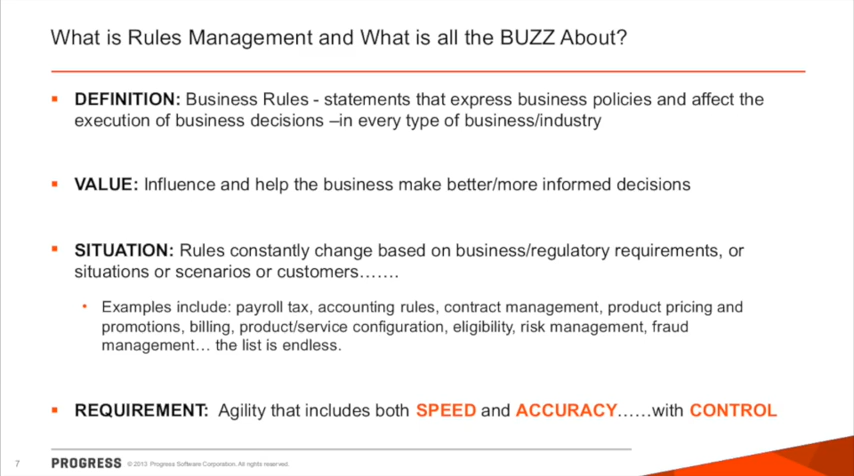 What is Rules Management and What is all the BUZZ About?
▪ DEFINITION: Business Rules - statements that express business policies and affect the
execution of business decisions –in every type of business/industry
▪ VALUE: Influence and help the business make better/more informed decisions
▪ SITUATION: Rules constantly change based on business/regulatory requirements, or
situations or scenarios or customers…….
• Examples include: payroll tax, accounting rules, contract management, product pricing and
promotions, billing, product/service configuration, eligibility, risk management, fraud
management… the list is endless.
▪ REQUIREMENT: Agility that includes both SPEED and ACCURACY……with CONTROL
7 PROGRESS © 2013 Progress Software Corporation. All rights reserved.